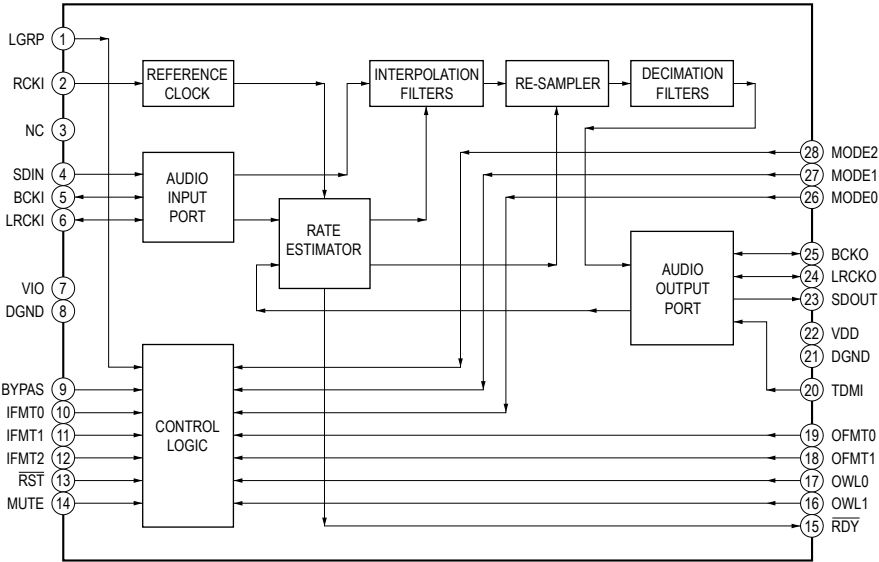 LGRP 1
RCKI 2
NC 3
SDIN 4
BCKI 5
LRCKI 6
VIO 7
DGND 8
BYPAS 9
IFMT0 10
IFMT1 11
IFMT2 12
RST 13
MUTE 14
REFERENCE
CLOCK
INTERPOLATION
FILTERS
RE-SAMPLER
DECIMATION
FILTERS
AUDIO
INPUT
PORT
RATE
ESTIMATOR
AUDIO
OUTPUT
PORT
CONTROL
LOGIC
28 MODE2
27 MODE1
26 MODE0
25 BCKO
24 LRCKO
23 SDOUT
22 VDD
21 DGND
20 TDMI
19 OFMT0
18 OFMT1
17 OWL0
16 OWL1
15 RDY